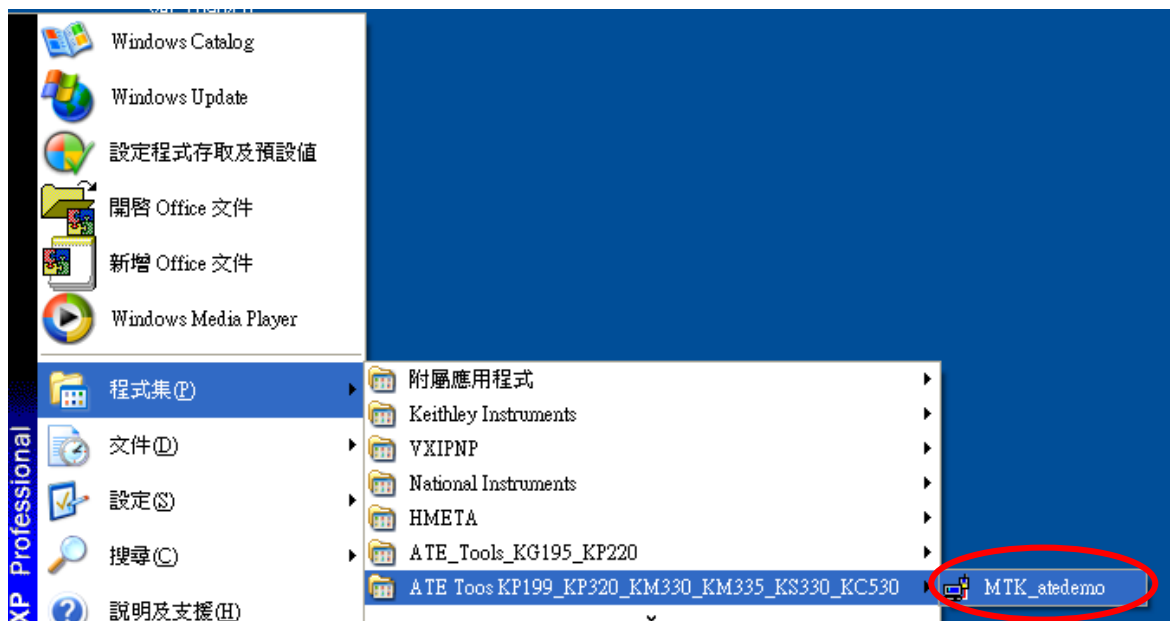 Windows Catalog
Windows Update
設定程式存取及預設值
開啓 Office 文件
新增 Office 文件
Windows Media Player
程式集(P)
文件(D)
設定(S)
搜尋(C)
說明及支援(H)
XP Professional
附屬應用程式
Keithley Instruments
VXIPNP
National Instruments
HMETA
ATE_Tools_KG195_KP220
ATE Toos KP199_KP320_KM330_KM335_KS330_KC530
MTK_atedemo